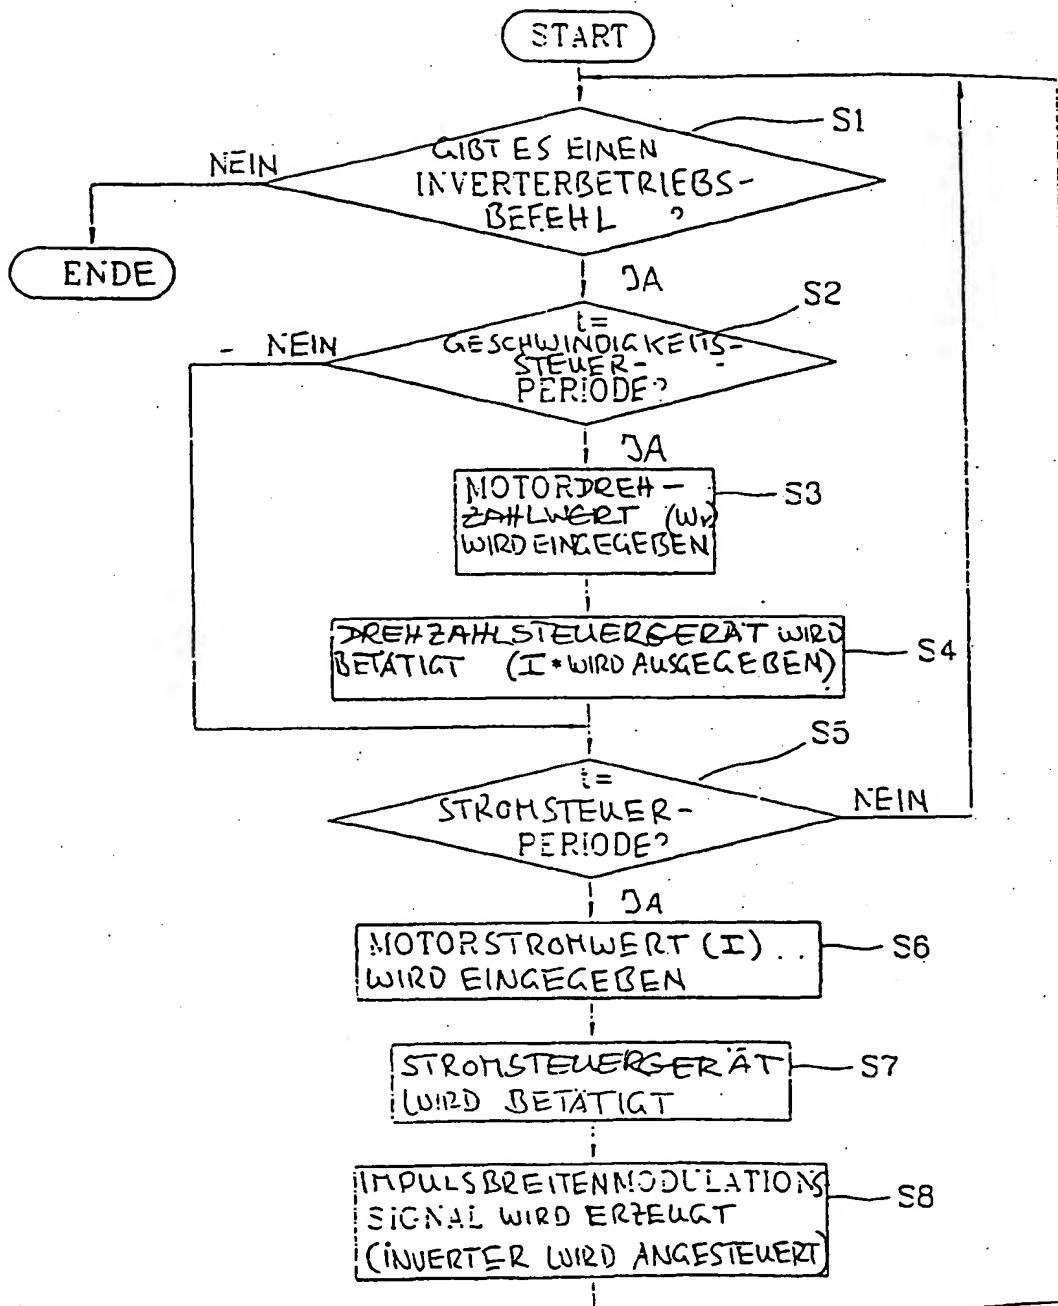 START
S1
GIBT ES EINEN
INVERTERBETRIEBS-
BEFEHL ?
NEIN
ENDE
JA
S2
t=
GESCHWINDIGKEITS-
STEUER-
PERIODE?
NEIN
JA
MOTORDREH-
ZAHLWERT (Wr)
WIRD EINGEGEBEN
S3
DREHZAHLSTEUERGERÄT WIRD
BETÄTIGT (I* WIRD AUSGEGEBEN)
S4
S5
t=
STROMSTEUER-
PERIODE?
NEIN
JA
MOTORSTROMWERT (I)
WIRD EINGEGEBEN
S6
STROMSTEUERGERÄT
WIRD BETÄTIGT
S7
IMPULSBREITENMODULATIONS
SIGNAL WIRD ERZEUGT
(INVERTER WIRD ANGESTEUERT)
S8